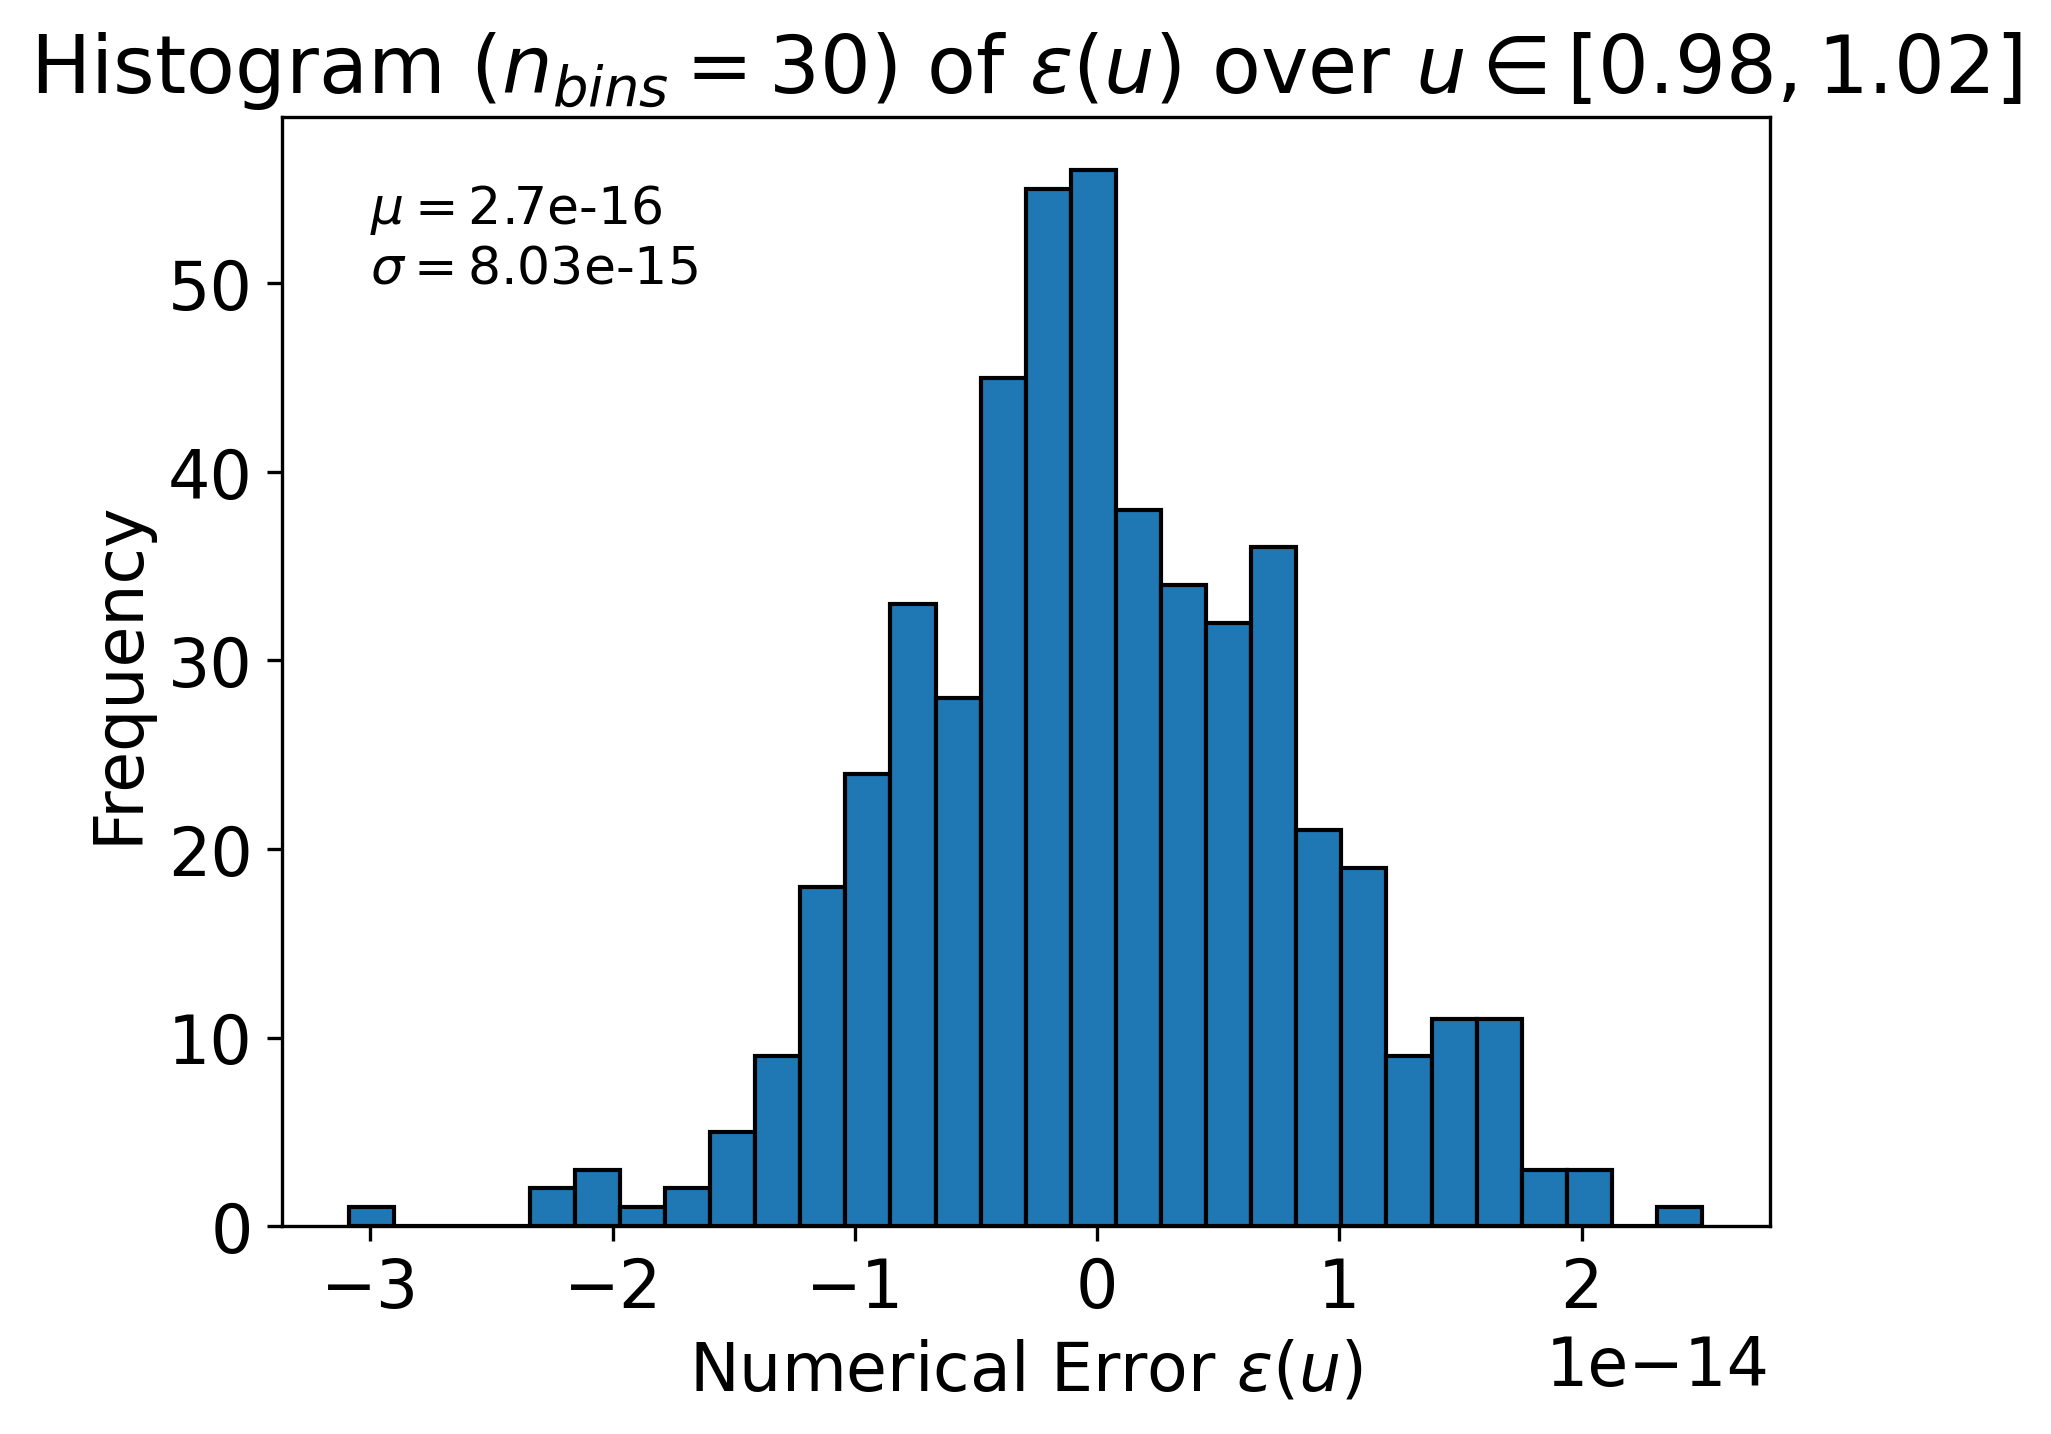 Histogram (n_bins = 30) of ε(u) over u ∈ [0.98, 1.02]
μ = 2.7e-16
σ = 8.03e-15
50
40
30
20
10
0
Frequency
−3 −2 −1 0 1 2
1e−14
Numerical Error ε(u)